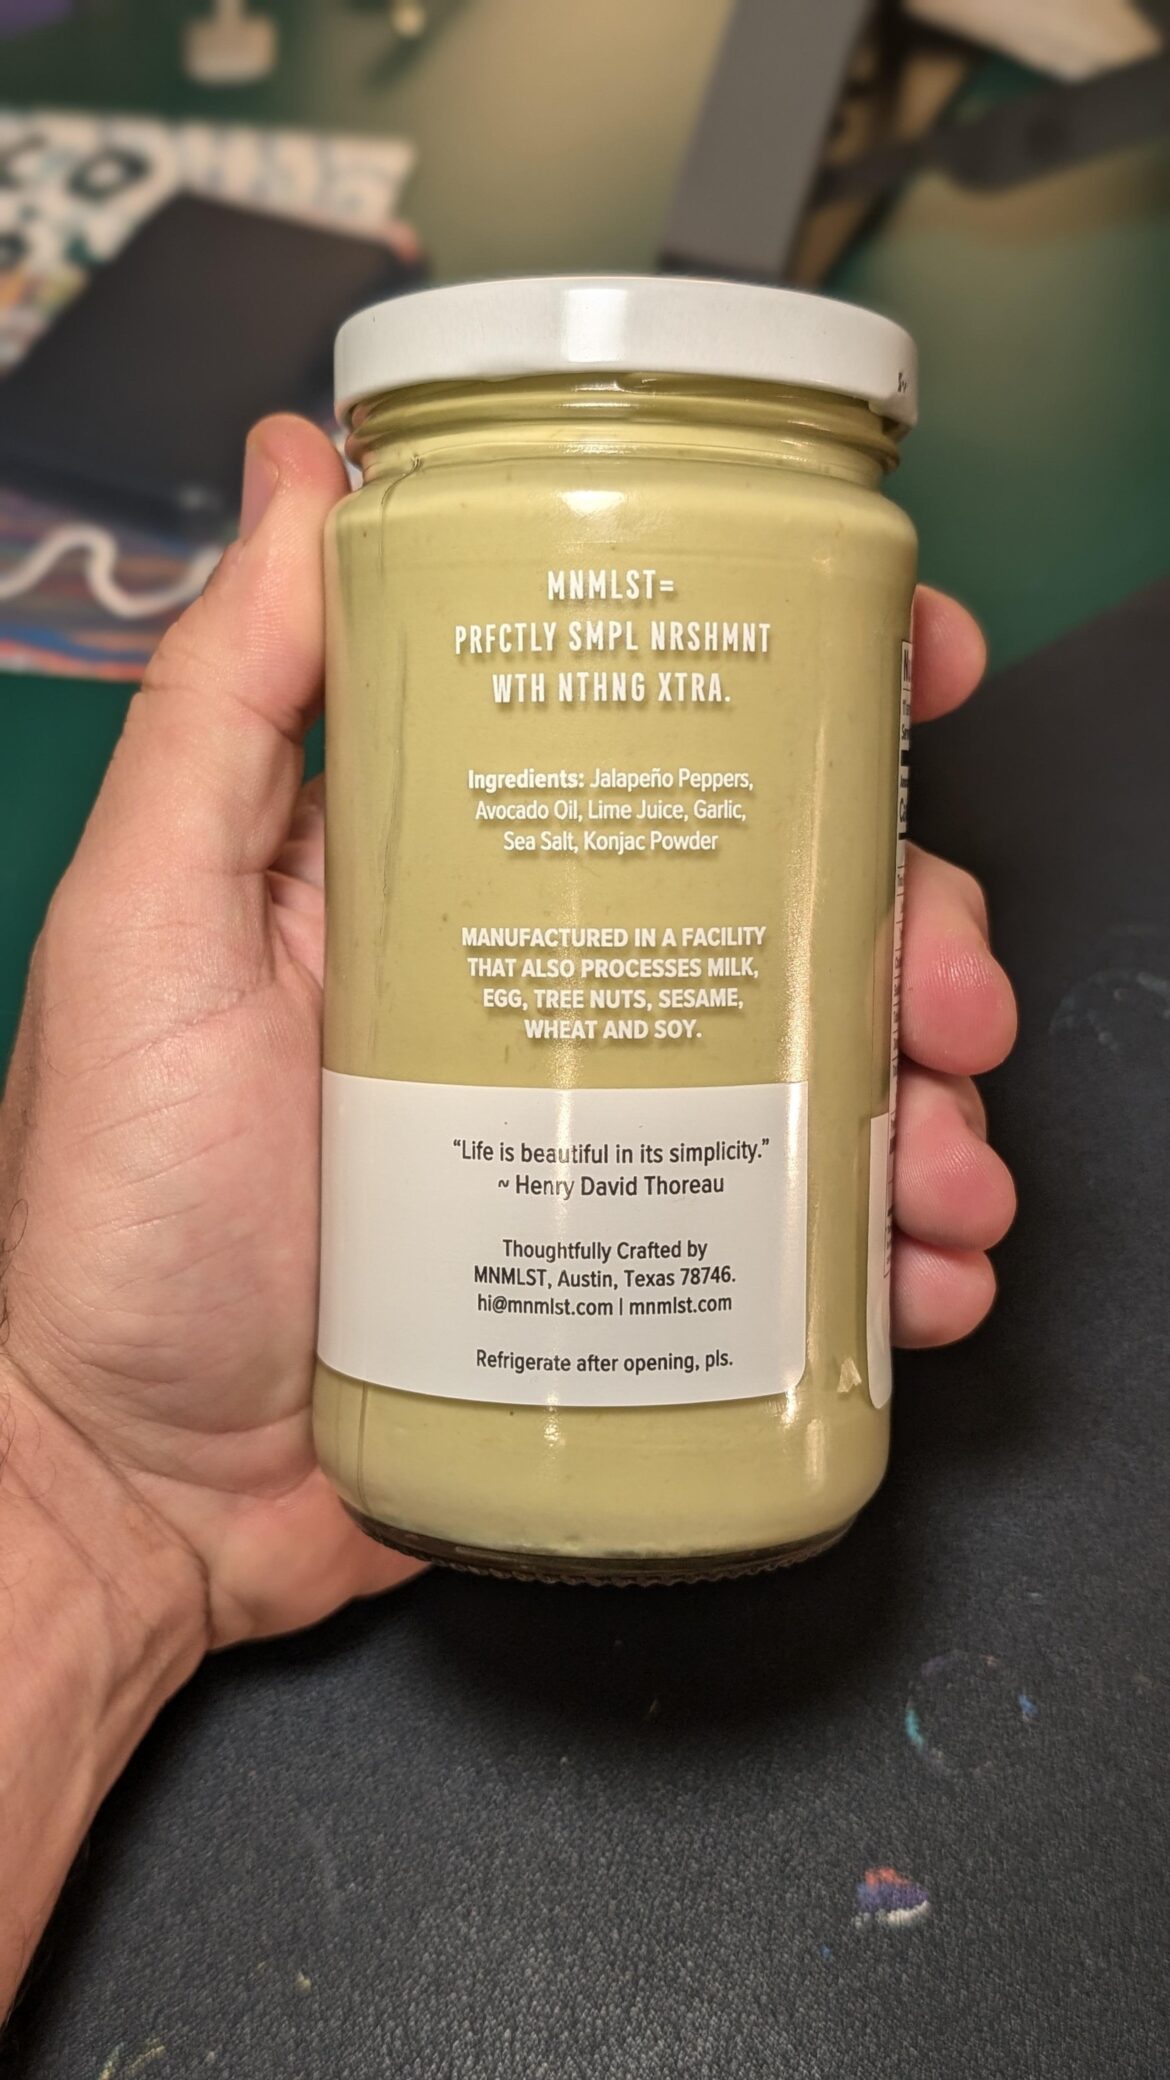 MNMLST=
PRFCTLY SMPL NRSHMNT
WTH NTHNG XTRA.
Ingredients: Jalapeño Peppers,
Avocado Oil, Lime Juice, Garlic,
Sea Salt, Konjac Powder
MANUFACTURED IN A FACILITY
THAT ALSO PROCESSES MILK,
EGG, TREE NUTS, SESAME,
WHEAT AND SOY.
“Life is beautiful in its simplicity.”
~ Henry David Thoreau
Thoughtfully Crafted by
MNMLST, Austin, Texas 78746.
hi@mnmlst.com | mnmlst.com
Refrigerate after opening, pls.